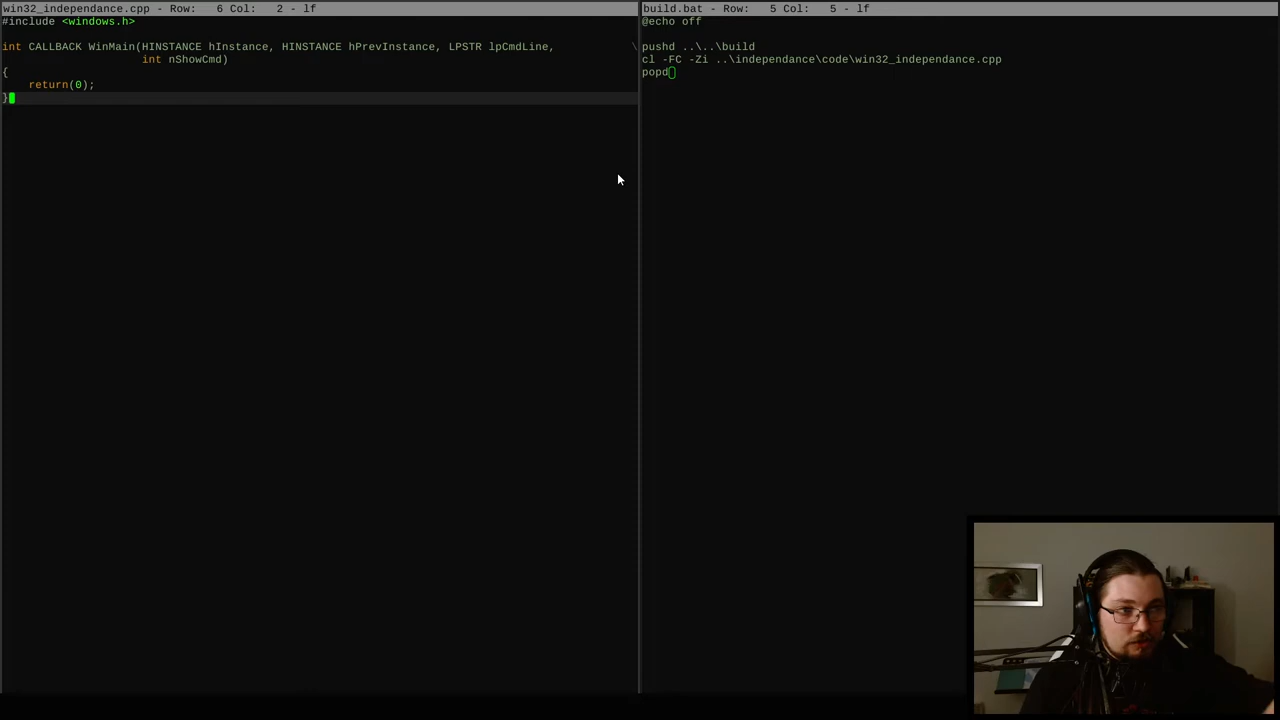 win32_independance.cpp - Row:   6 Col:   2 - lf
#include <windows.h>

int CALLBACK WinMain(HINSTANCE hInstance, HINSTANCE hPrevInstance, LPSTR lpCmdLine,            \
                     int nShowCmd)
{
    return(0);
}
build.bat - Row:   5 Col:   5 - lf
@echo off

pushd ..\..\build
cl -FC -Zi ..\independance\code\win32_independance.cpp
popd